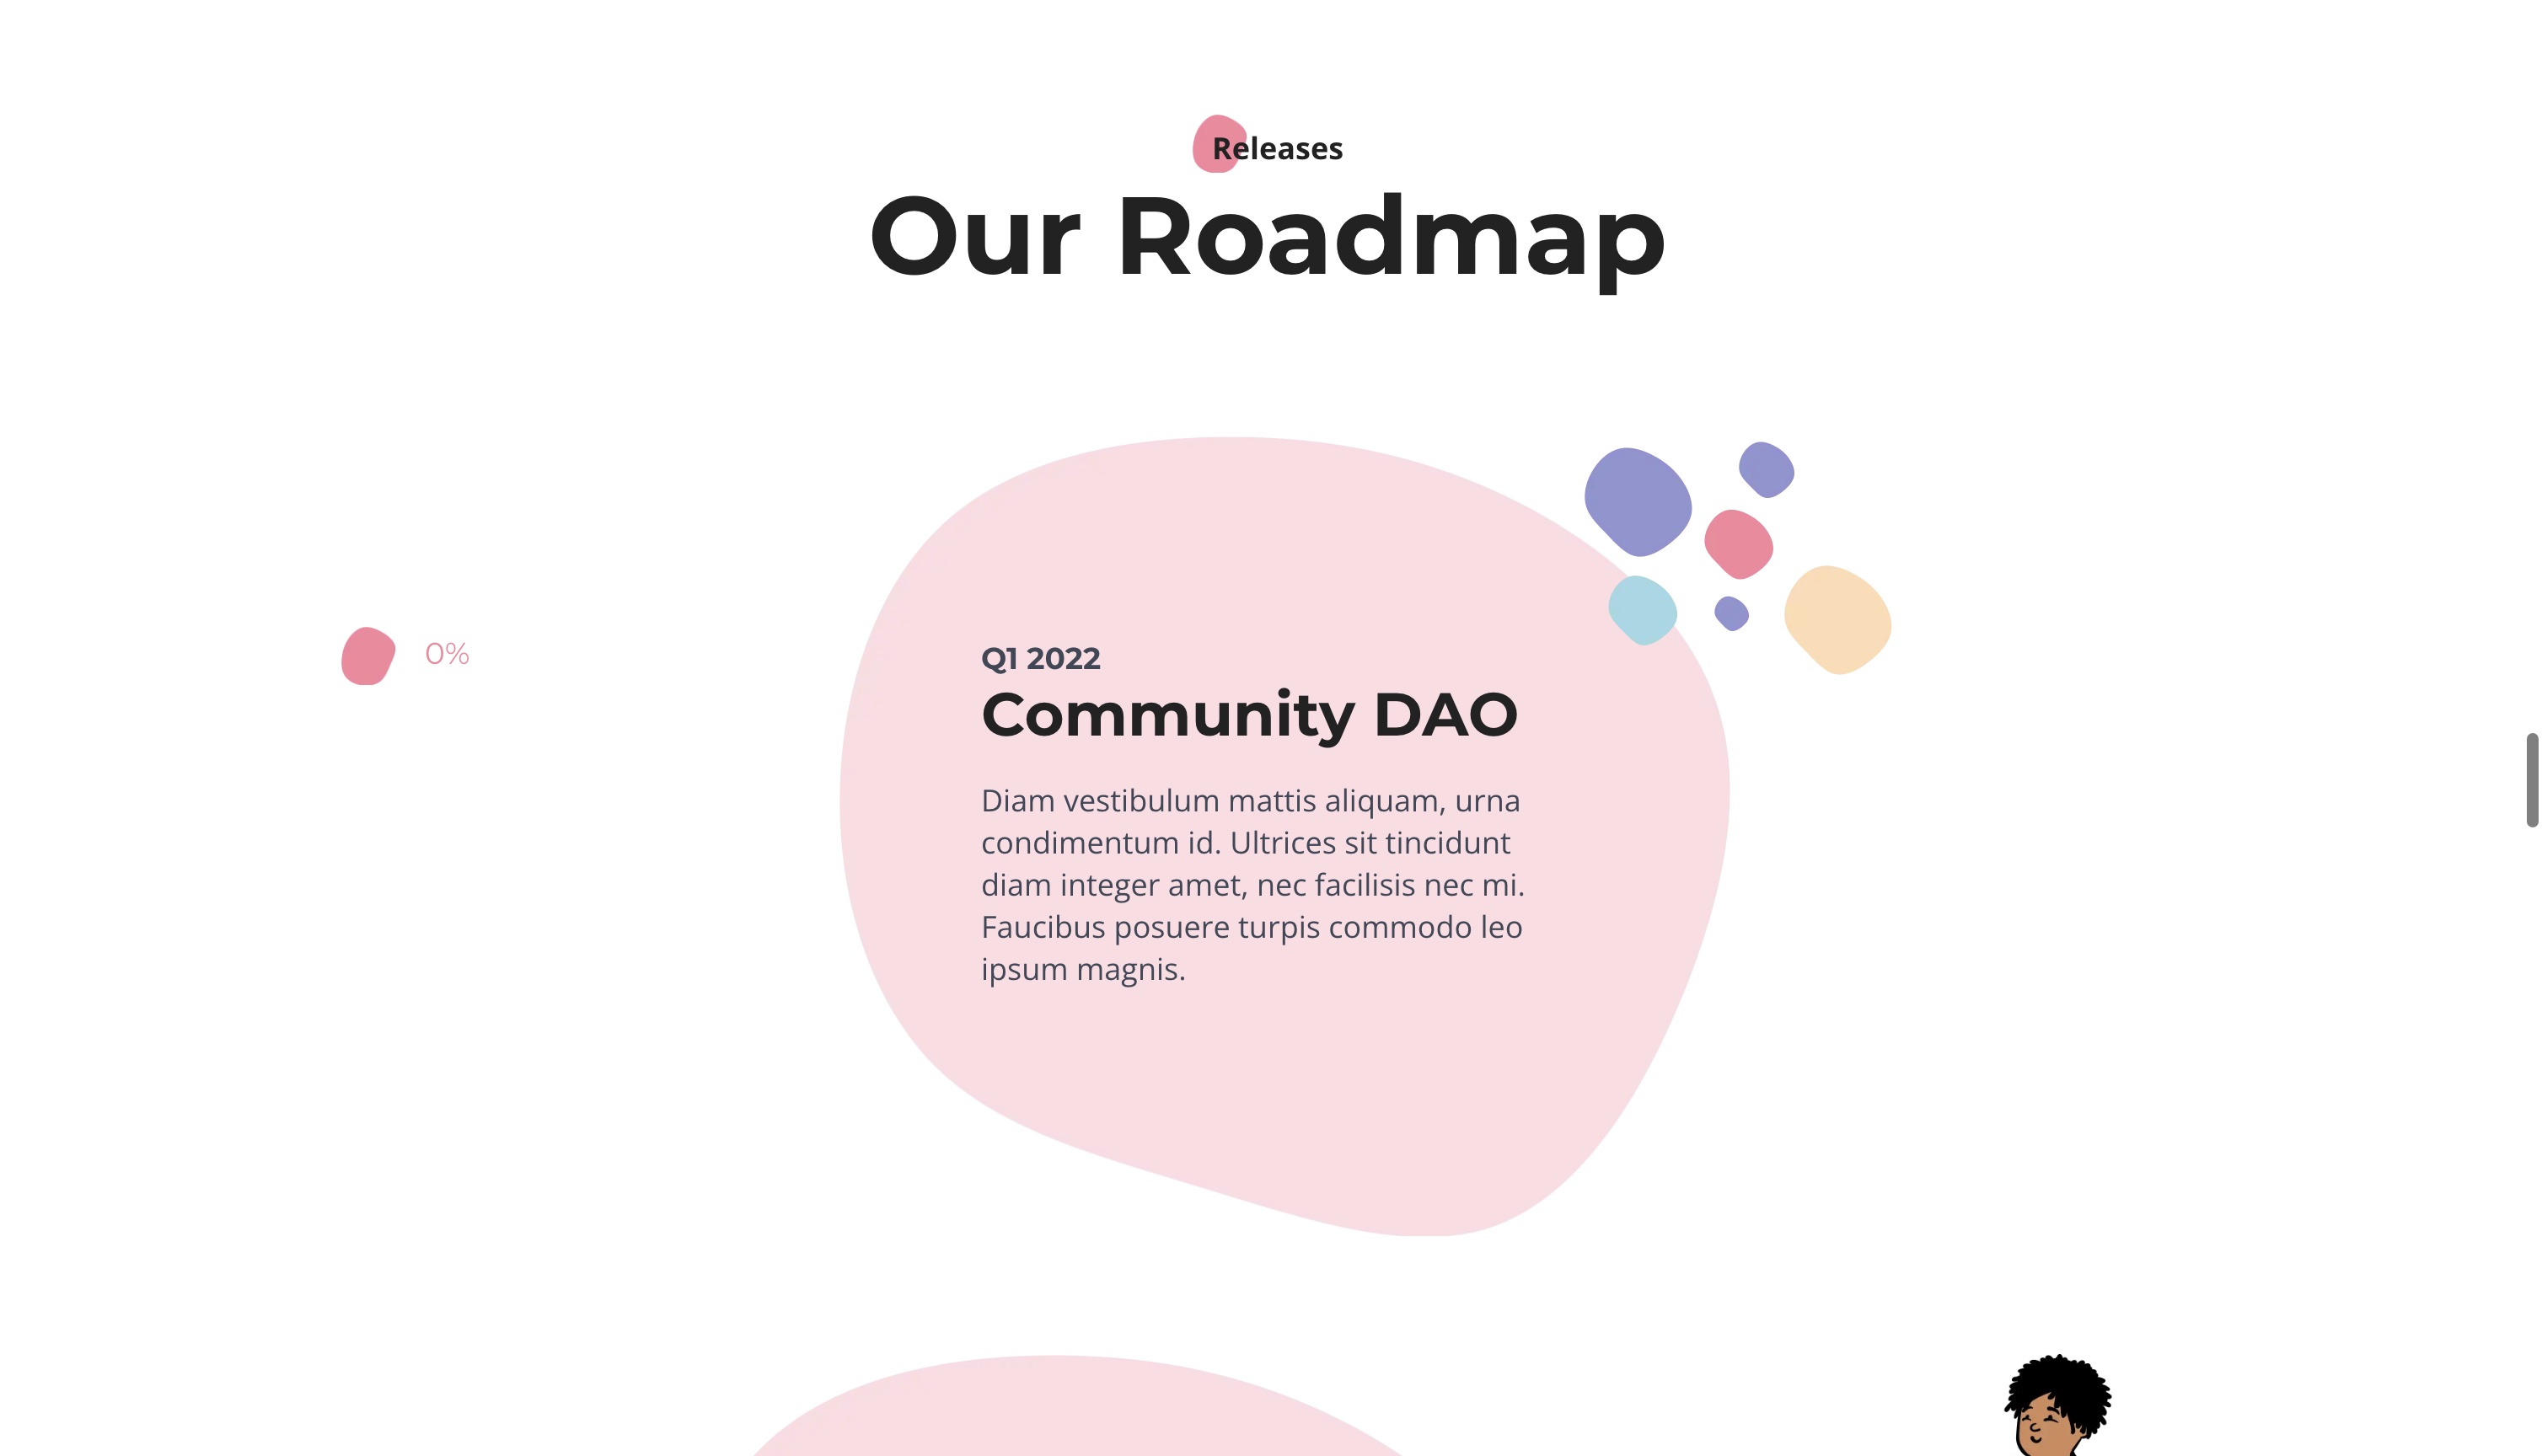 Releases
Our Roadmap
0%
Q1 2022
Community DAO
Diam vestibulum mattis aliquam, urna
condimentum id. Ultrices sit tincidunt
diam integer amet, nec facilisis nec mi.
Faucibus posuere turpis commodo leo
ipsum magnis.